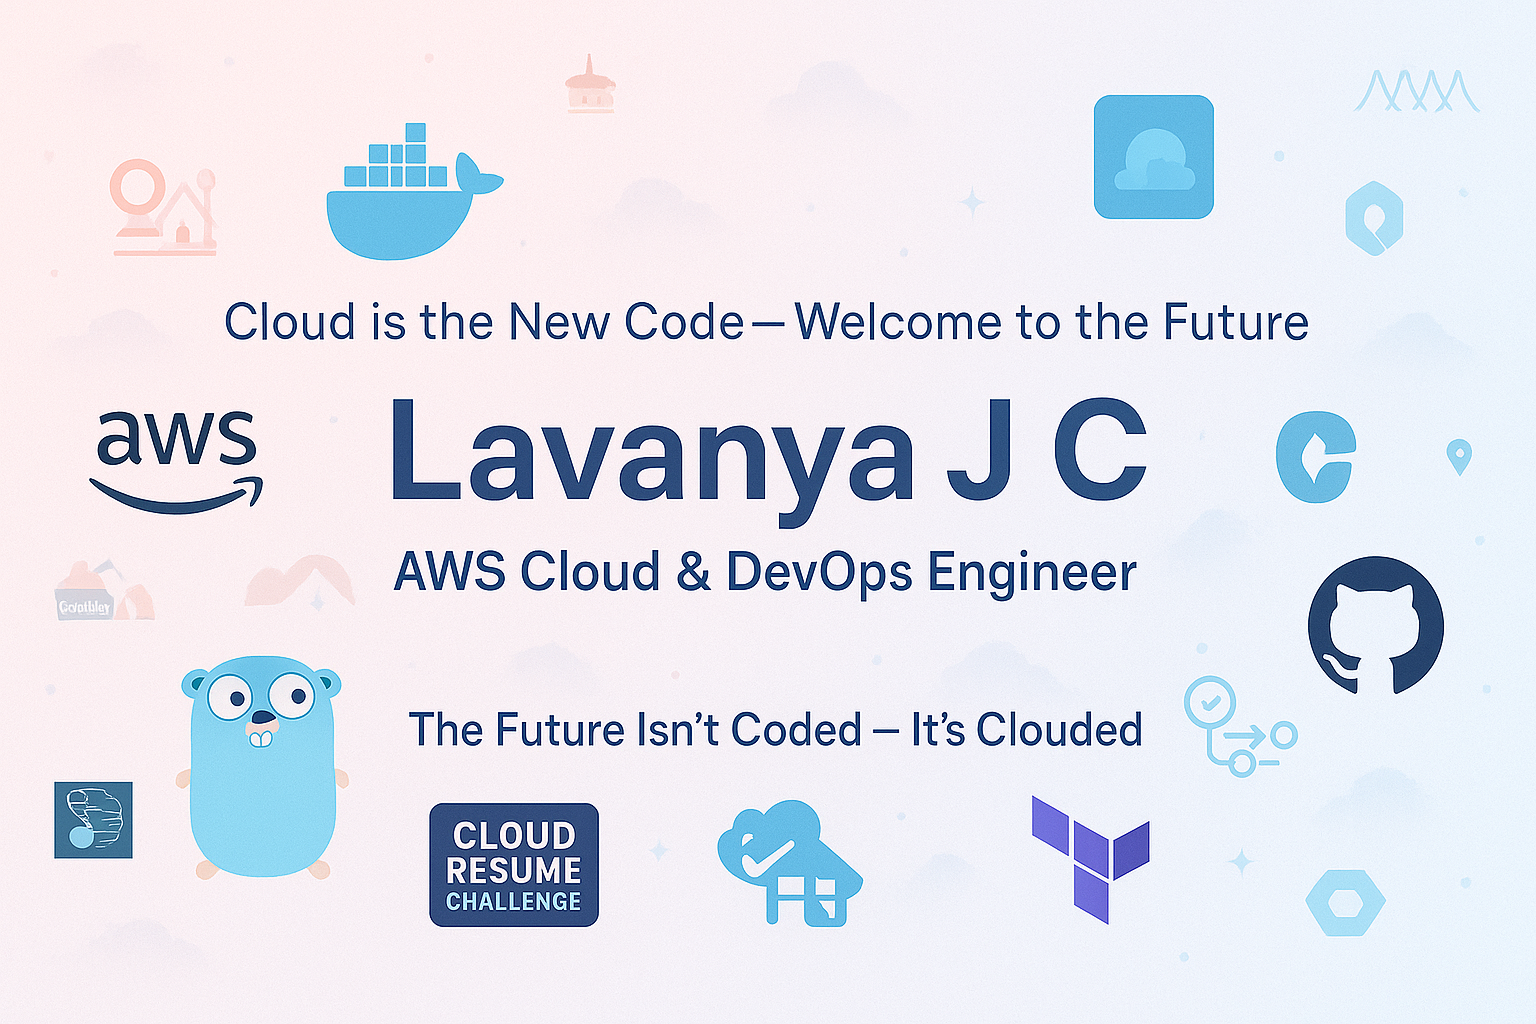 Cloud is the New Code—Welcome to the Future
aws
Lavanya J C
AWS Cloud & DevOps Engineer
The Future Isn't Coded — It's Clouded
CLOUD
RESUME
CHALLENGE